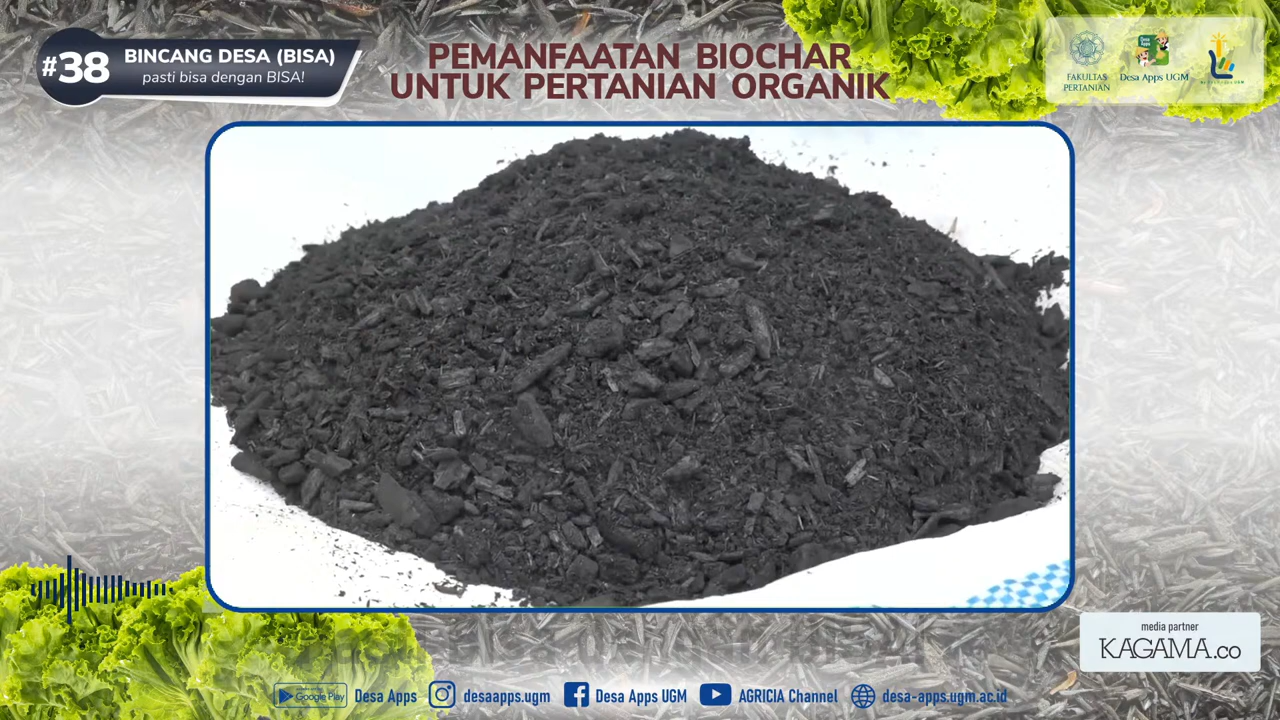 #38
BINCANG DESA (BISA)
pasti bisa dengan BISA!
PEMANFAATAN BIOCHAR
UNTUK PERTANIAN ORGANIK
FAKULTAS
PERTANIAN
Desa Apps UGM
media partner
KAGAMA.co
Google Play
Desa Apps
desaapps.ugm
Desa Apps UGM
AGRICIA Channel
desa-apps.ugm.ac.id